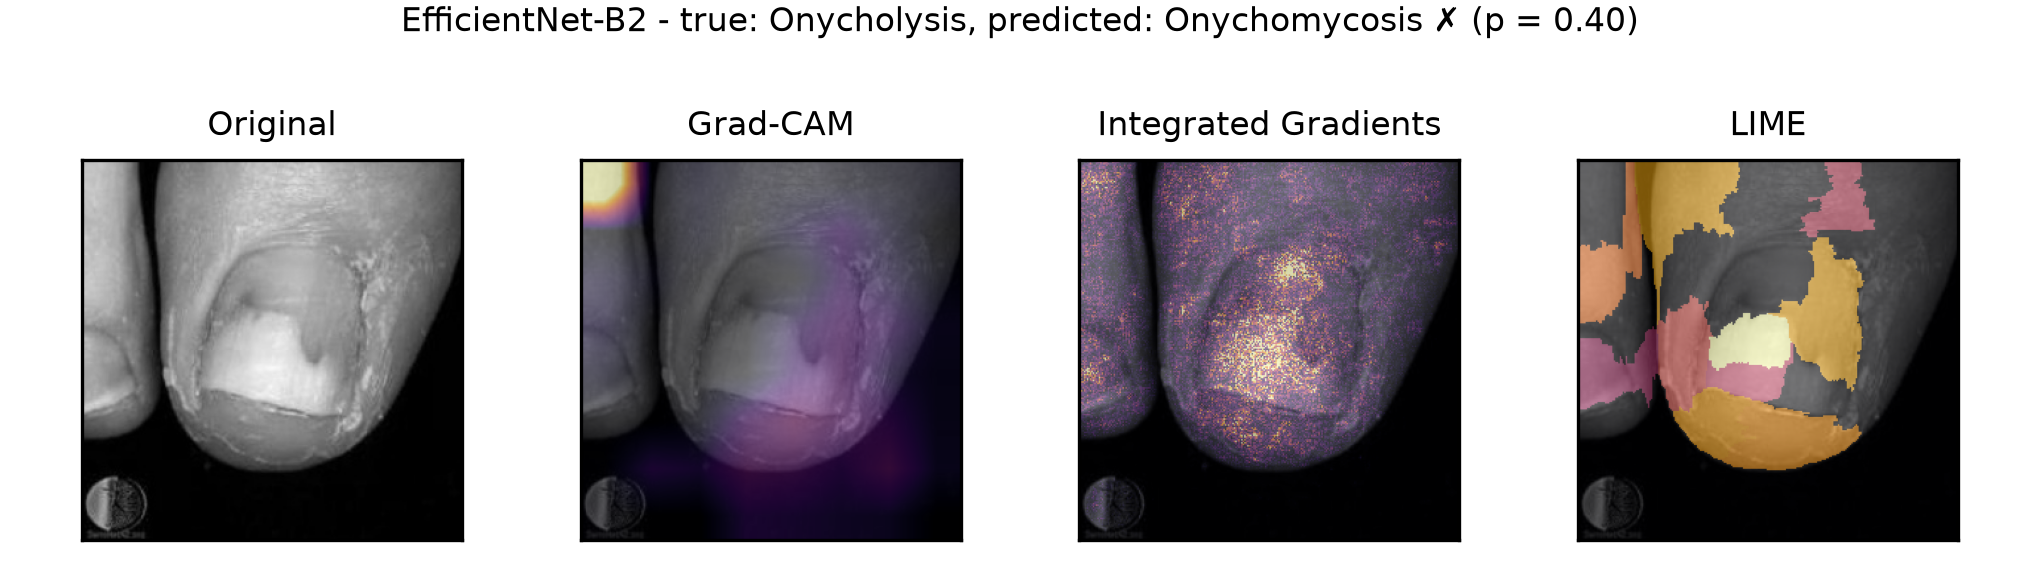 EfficientNet-B2 - true: Onycholysis, predicted: Onychomycosis ✗ (p = 0.40)
Original
Grad-CAM
Integrated Gradients
LIME